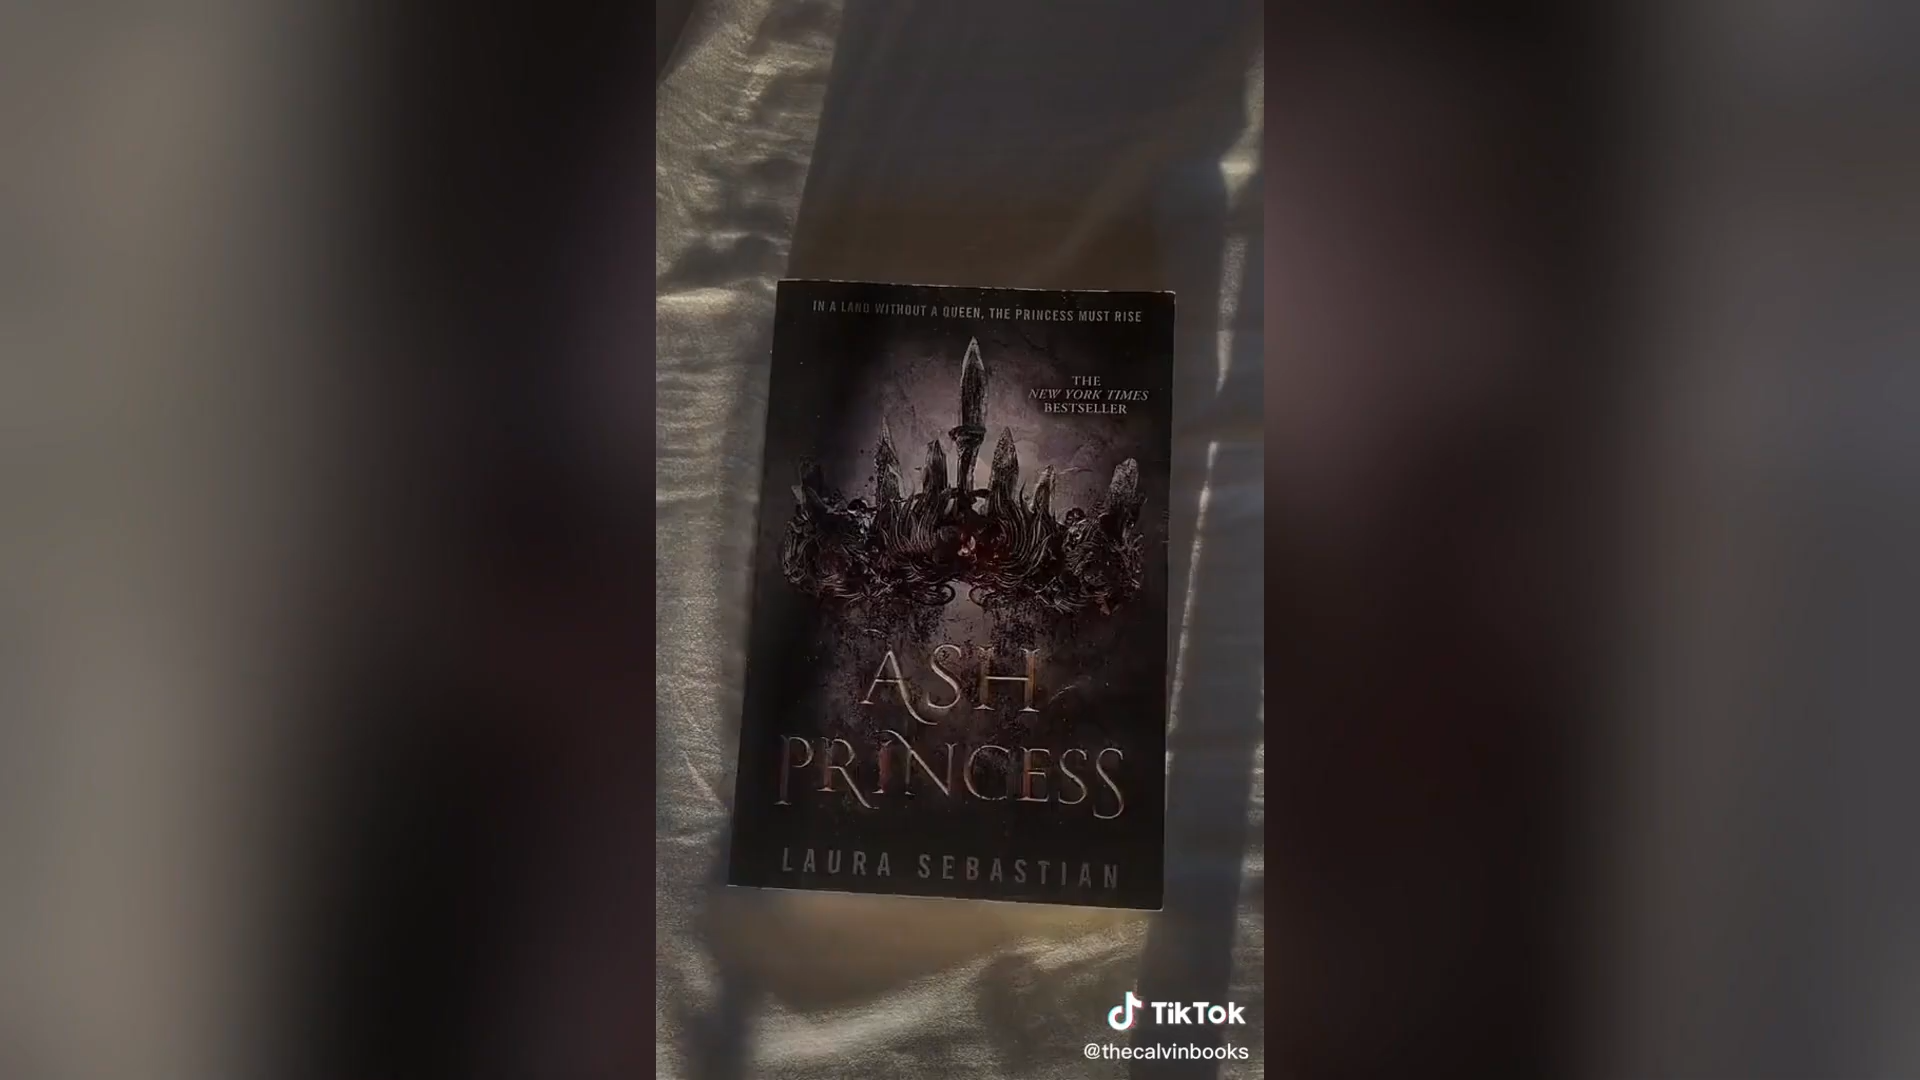 IN A LAND WITHOUT A QUEEN, THE PRINCESS MUST RISE
THE
NEW YORK TIMES
BESTSELLER
ASH
PRINCESS
LAURA SEBASTIAN
TikTok
@thecalvinbooks